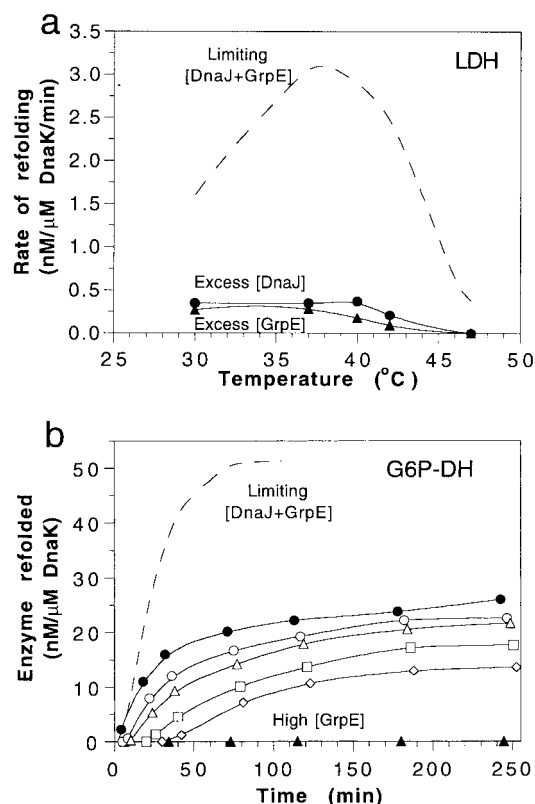 a
Limiting
[DnaJ+GrpE]
LDH
Rate of refolding
(nM/µM DnaK/min)
3.5
3.0
2.5
2.0
1.5
1.0
0.5
0.0
Excess [DnaJ]
Excess [GrpE]
25 30 35 40 45 50
Temperature (°C)
b
G6P-DH
Limiting
[DnaJ+GrpE]
Enzyme refolded
(nM/µM DnaK)
50
40
30
20
10
0
High [GrpE]
0 50 100 150 200 250
Time (min)